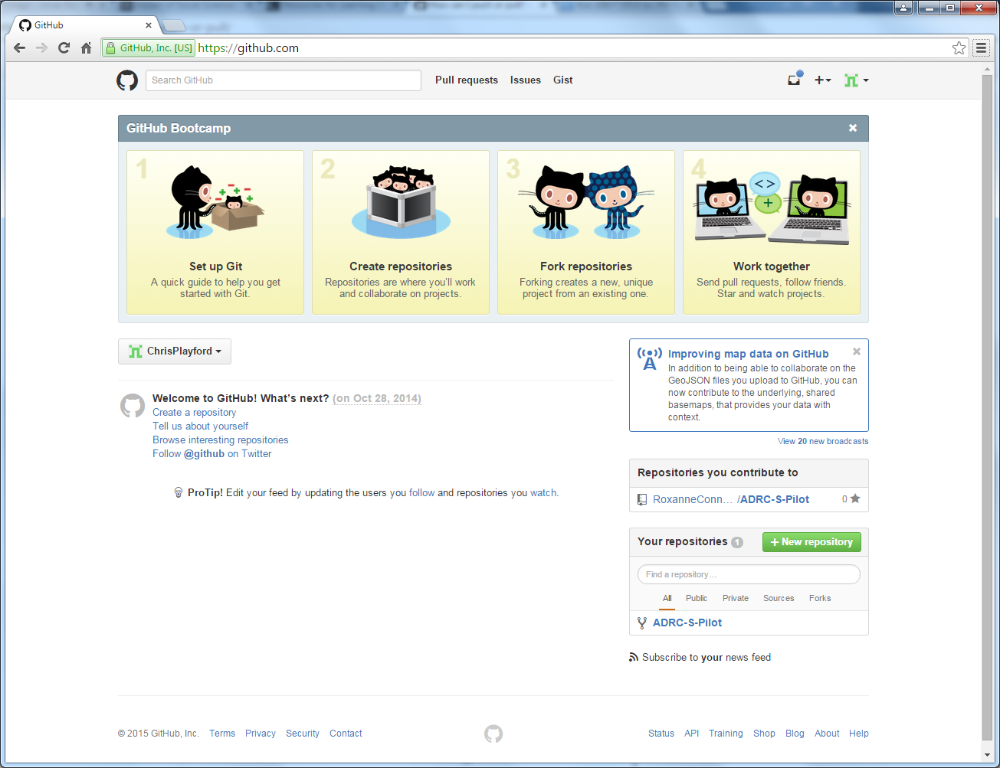 GitHub
GitHub, Inc. [US] https://github.com
Search GitHub
Pull requests Issues Gist
GitHub Bootcamp
1
Set up Git
A quick guide to help you get
started with Git.
2
Create repositories
Repositories are where you’ll work
and collaborate on projects.
3
Fork repositories
Forking creates a new, unique
project from an existing one.
4
<>
+
Work together
Send pull requests, follow friends.
Star and watch projects.
ChrisPlayford
Welcome to GitHub! What’s next? (on Oct 28, 2014)
Create a repository
Tell us about yourself
Browse interesting repositories
Follow @github on Twitter
ProTip! Edit your feed by updating the users you follow and repositories you watch.
Improving map data on GitHub
In addition to being able to collaborate on the
GeoJSON files you upload to GitHub, you can
now contribute to the underlying, shared
basemaps, that provides your data with
context.
View 20 new broadcasts
Repositories you contribute to
RoxanneConn… /ADRC-S-Pilot 0
Your repositories 1 + New repository
Find a repository…
All Public Private Sources Forks
ADRC-S-Pilot
Subscribe to your news feed
© 2015 GitHub, Inc. Terms Privacy Security Contact
Status API Training Shop Blog About Help